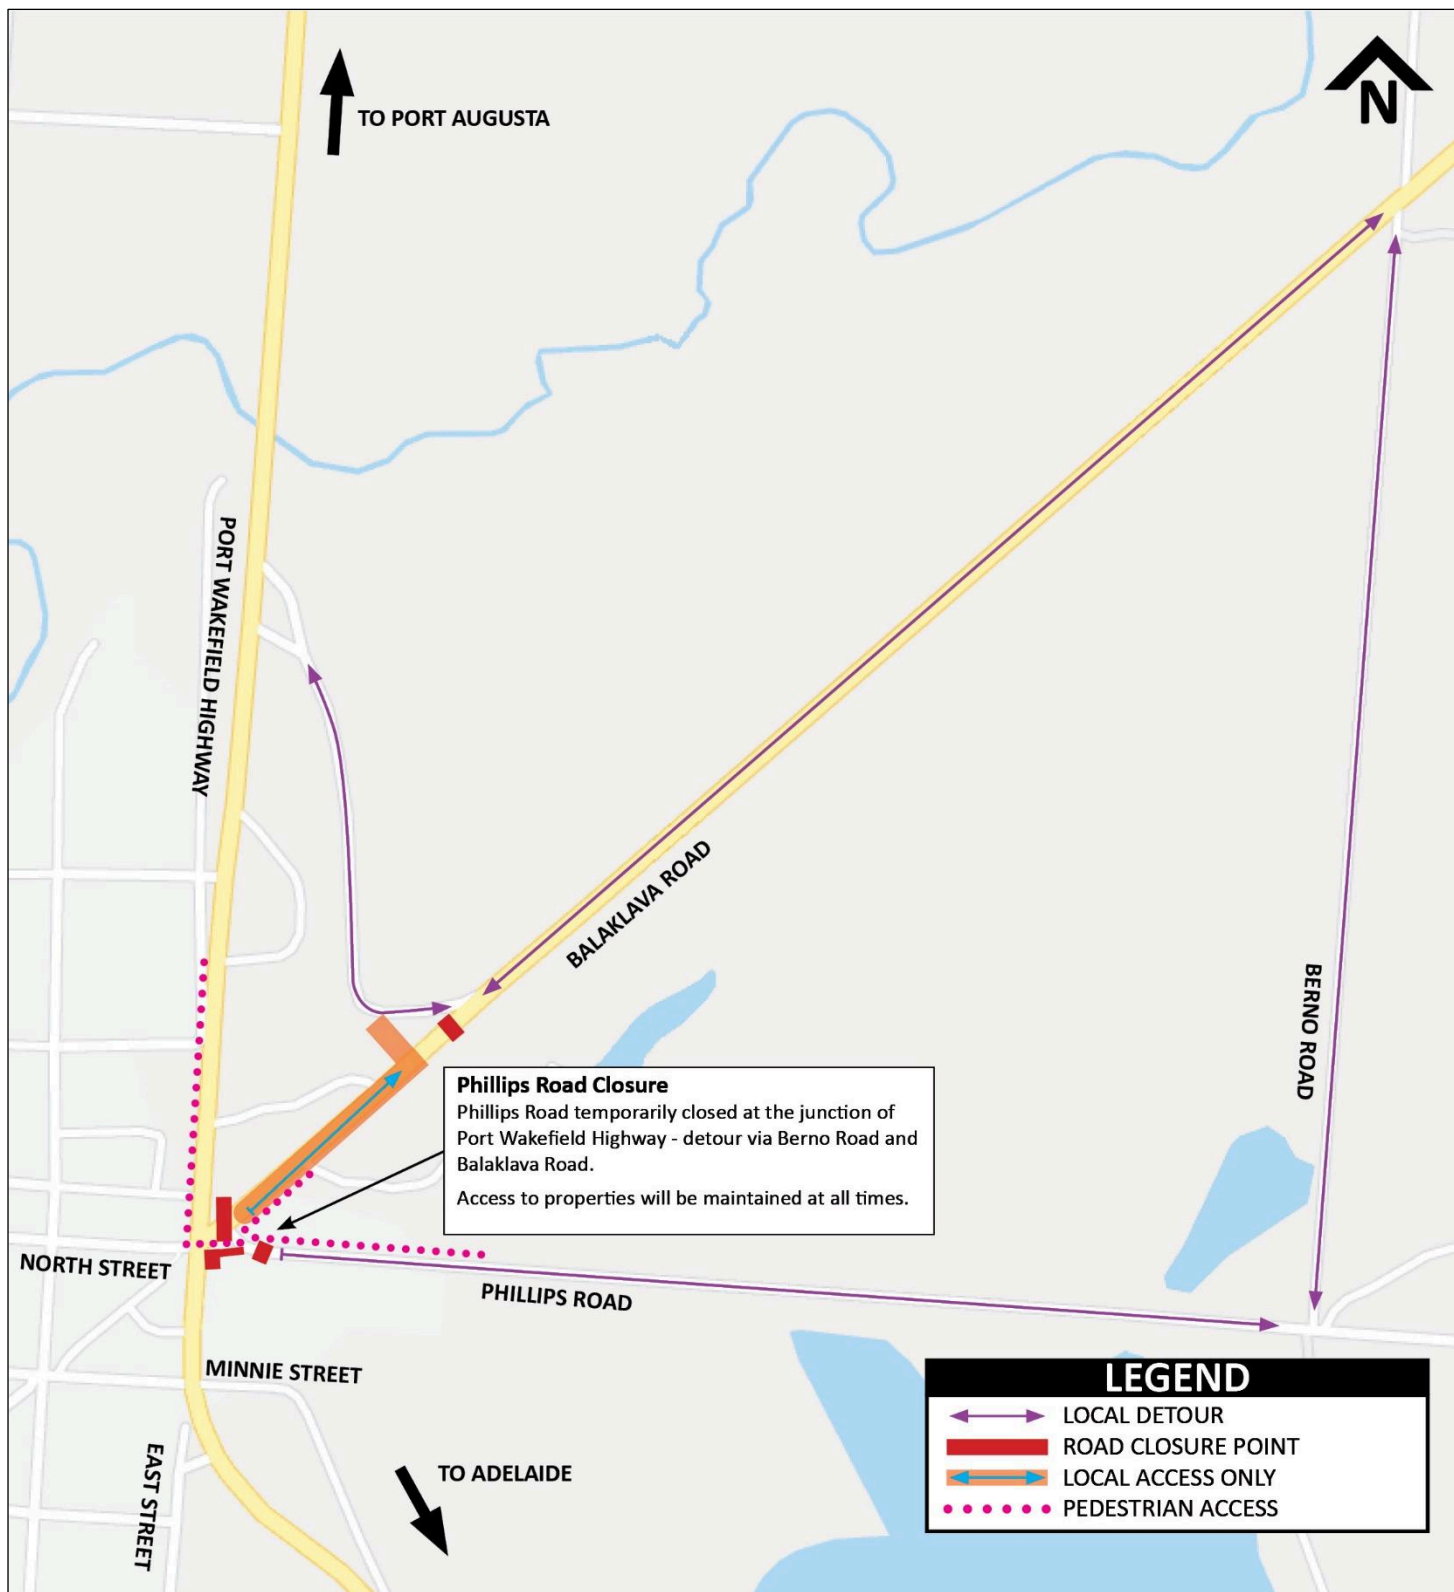 N
TO PORT AUGUSTA
PORT WAKEFIELD HIGHWAY
BALAKLAVA ROAD
BERNO ROAD
Phillips Road Closure
Phillips Road temporarily closed at the junction of
Port Wakefield Highway - detour via Berno Road and
Balaklava Road.
Access to properties will be maintained at all times.
NORTH STREET
PHILLIPS ROAD
MINNIE STREET
EAST STREET
TO ADELAIDE
LEGEND
LOCAL DETOUR
ROAD CLOSURE POINT
LOCAL ACCESS ONLY
PEDESTRIAN ACCESS